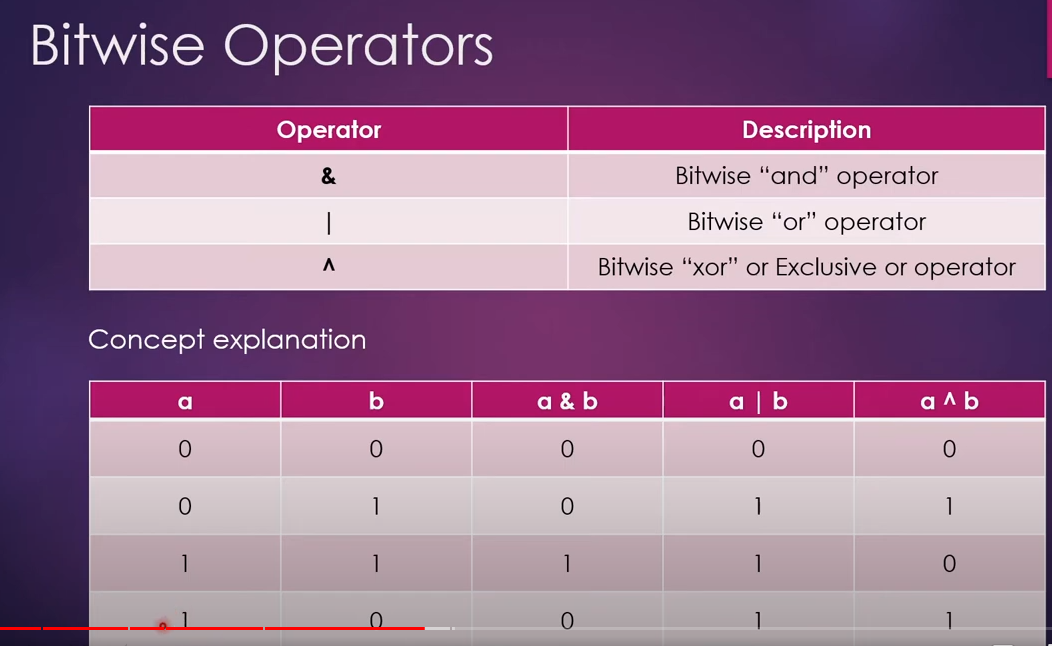 Bitwise Operators
Operator Description
& Bitwise “and” operator
| Bitwise “or” operator
^ Bitwise “xor” or Exclusive or operator
Concept explanation
a b a & b a | b a ^ b
0 0 0 0 0
0 1 0 1 1
1 1 1 1 0
1 0 0 1 1